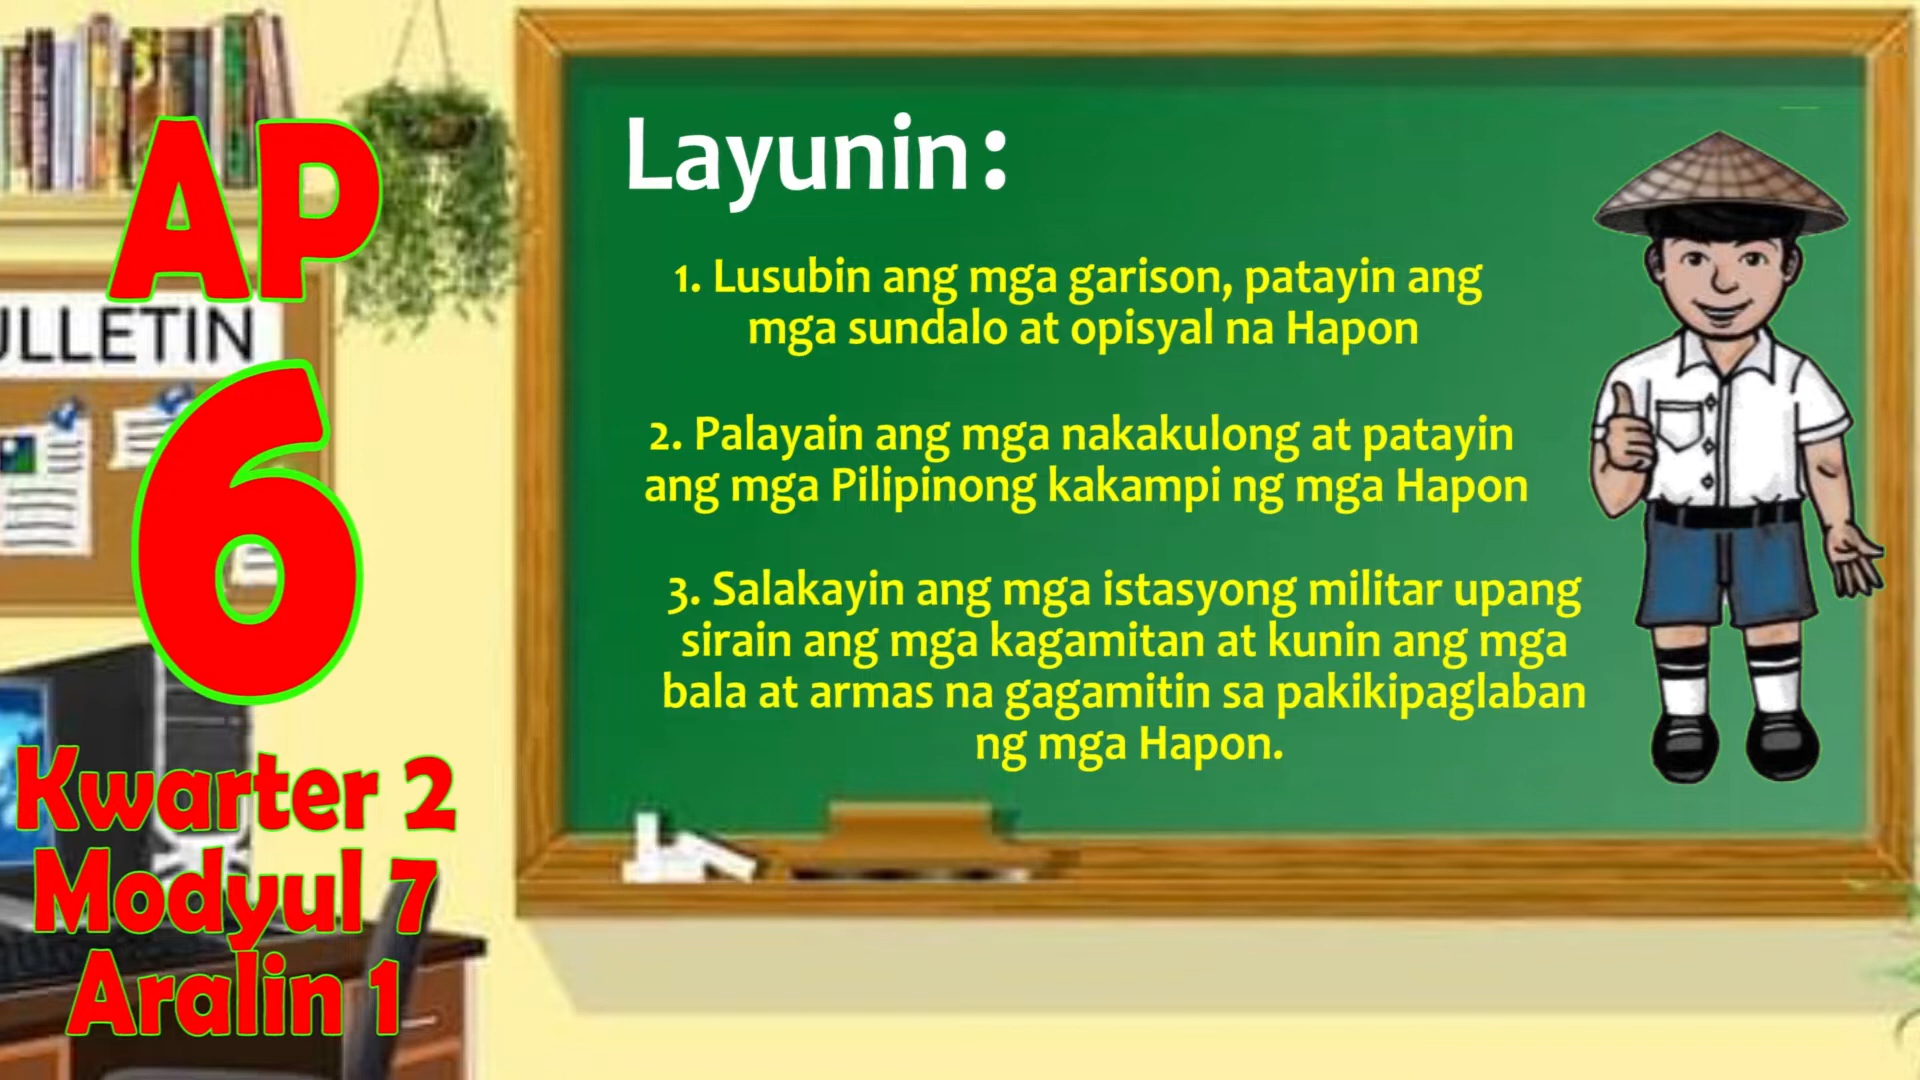 AP
6
Kwarter 2
Modyul 7
Aralin 1
ULLETIN
Layunin:
1. Lusubin ang mga garison, patayin ang
mga sundalo at opisyal na Hapon
2. Palayain ang mga nakakulong at patayin
ang mga Pilipinong kakampi ng mga Hapon
3. Salakayin ang mga istasyong militar upang
sirain ang mga kagamitan at kunin ang mga
bala at armas na gagamitin sa pakikipaglaban
ng mga Hapon.